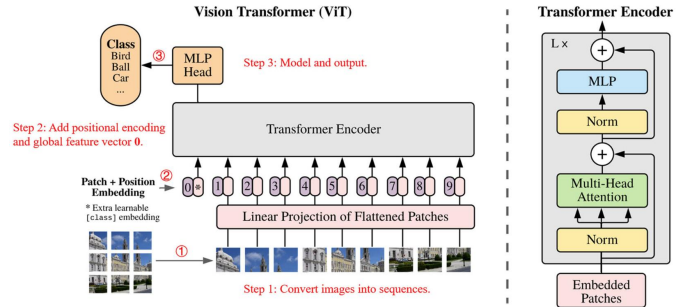 Vision Transformer (ViT)
Class
Bird
Ball
Car
...
③
MLP
Head
Step 3: Model and output.
Step 2: Add positional encoding
and global feature vector 0.
Transformer Encoder
Patch + Position
Embedding
②
* Extra learnable
[class] embedding
0 * 1 2 3 4 5 6 7 8 9
Linear Projection of Flattened Patches
①
Step 1: Convert images into sequences.
Transformer Encoder
L ×
+
MLP
Norm
+
Multi-Head
Attention
Norm
Embedded
Patches